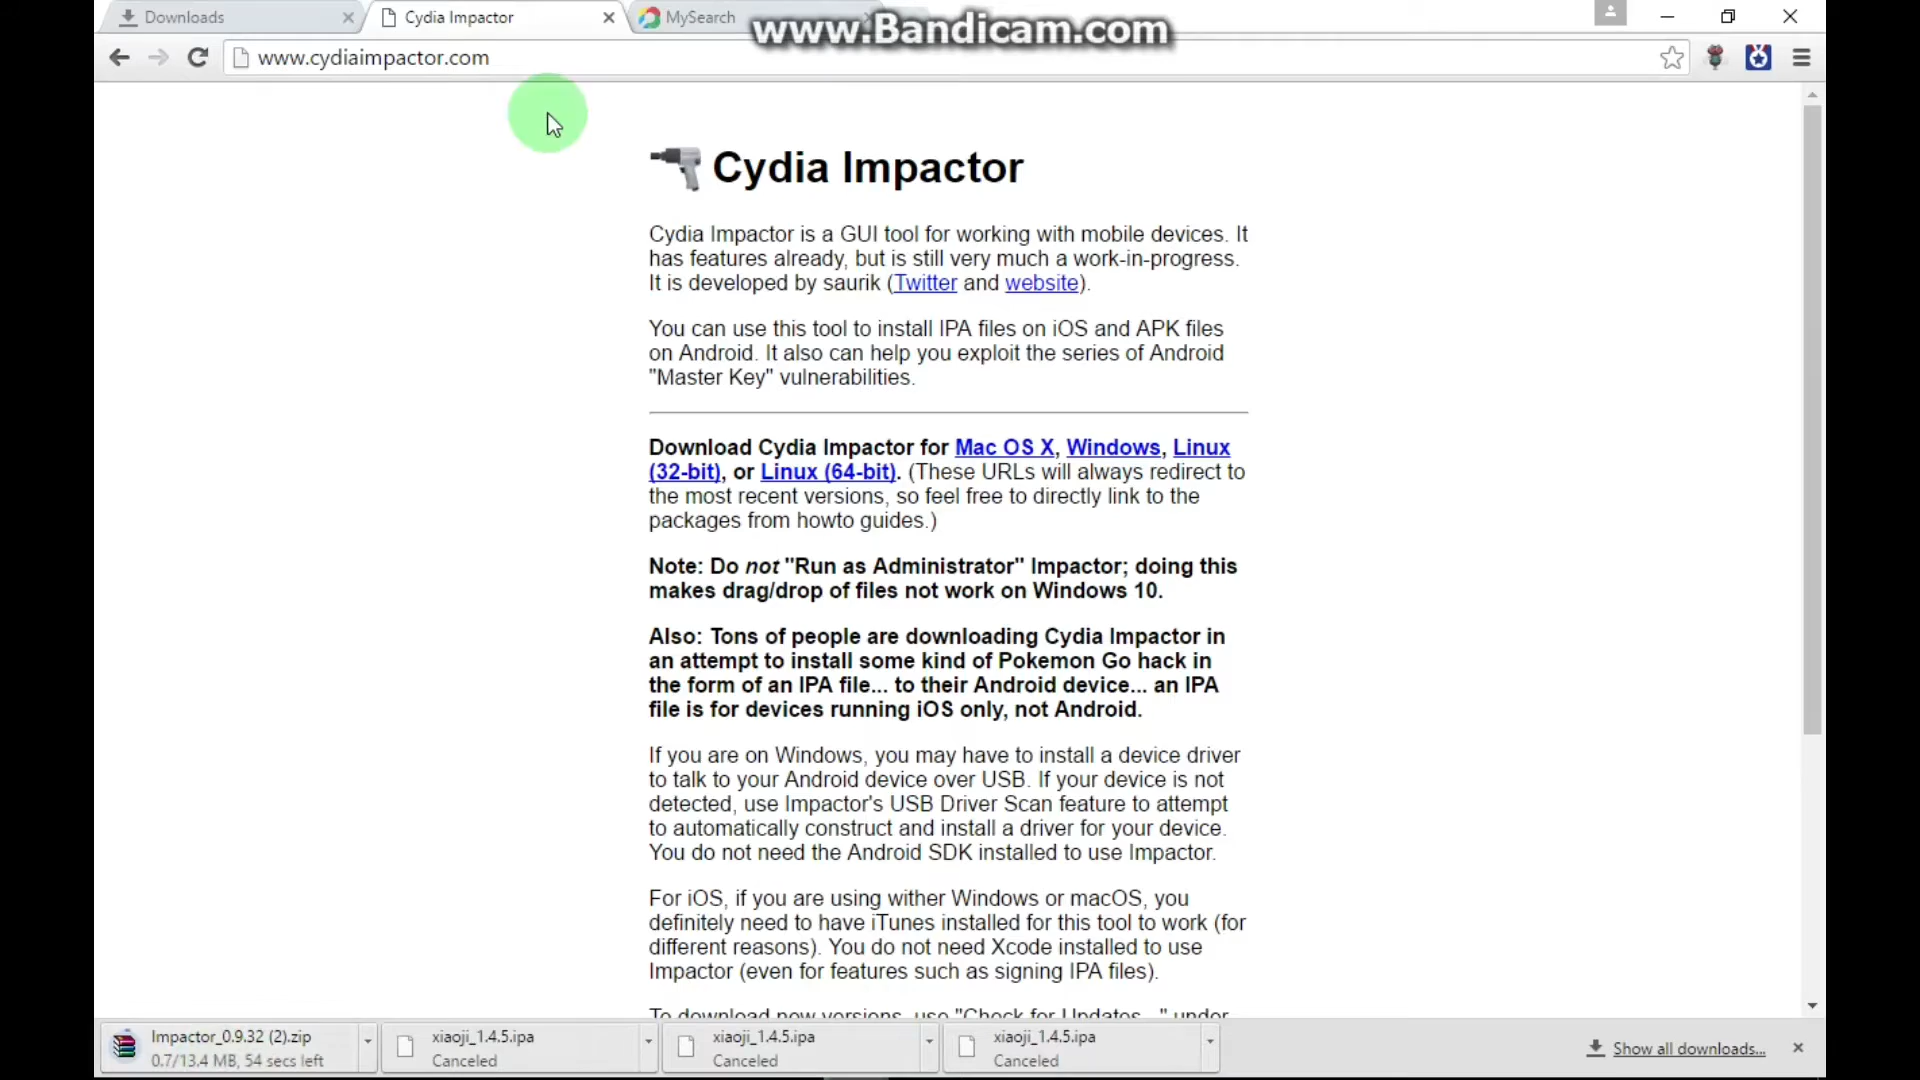 Downloads
Cydia Impactor
MySearch
www.Bandicam.com
www.cydiaimpactor.com
Cydia Impactor
Cydia Impactor is a GUI tool for working with mobile devices. It
has features already, but is still very much a work-in-progress.
It is developed by saurik (Twitter and website).
You can use this tool to install IPA files on iOS and APK files
on Android. It also can help you exploit the series of Android
"Master Key" vulnerabilities.
Download Cydia Impactor for Mac OS X, Windows, Linux
(32-bit), or Linux (64-bit). (These URLs will always redirect to
the most recent versions, so feel free to directly link to the
packages from howto guides.)
Note: Do not "Run as Administrator" Impactor; doing this
makes drag/drop of files not work on Windows 10.
Also: Tons of people are downloading Cydia Impactor in
an attempt to install some kind of Pokemon Go hack in
the form of an IPA file... to their Android device... an IPA
file is for devices running iOS only, not Android.
If you are on Windows, you may have to install a device driver
to talk to your Android device over USB. If your device is not
detected, use Impactor's USB Driver Scan feature to attempt
to automatically construct and install a driver for your device.
You do not need the Android SDK installed to use Impactor.
For iOS, if you are using wither Windows or macOS, you
definitely need to have iTunes installed for this tool to work (for
different reasons). You do not need Xcode installed to use
Impactor (even for features such as signing IPA files).
To download new versions, use "Check for Updates..." under
Impactor_0.9.32 (2).zip
0.7/13.4 MB, 54 secs left
xiaoji_1.4.5.ipa
Canceled
xiaoji_1.4.5.ipa
Canceled
xiaoji_1.4.5.ipa
Canceled
Show all downloads...